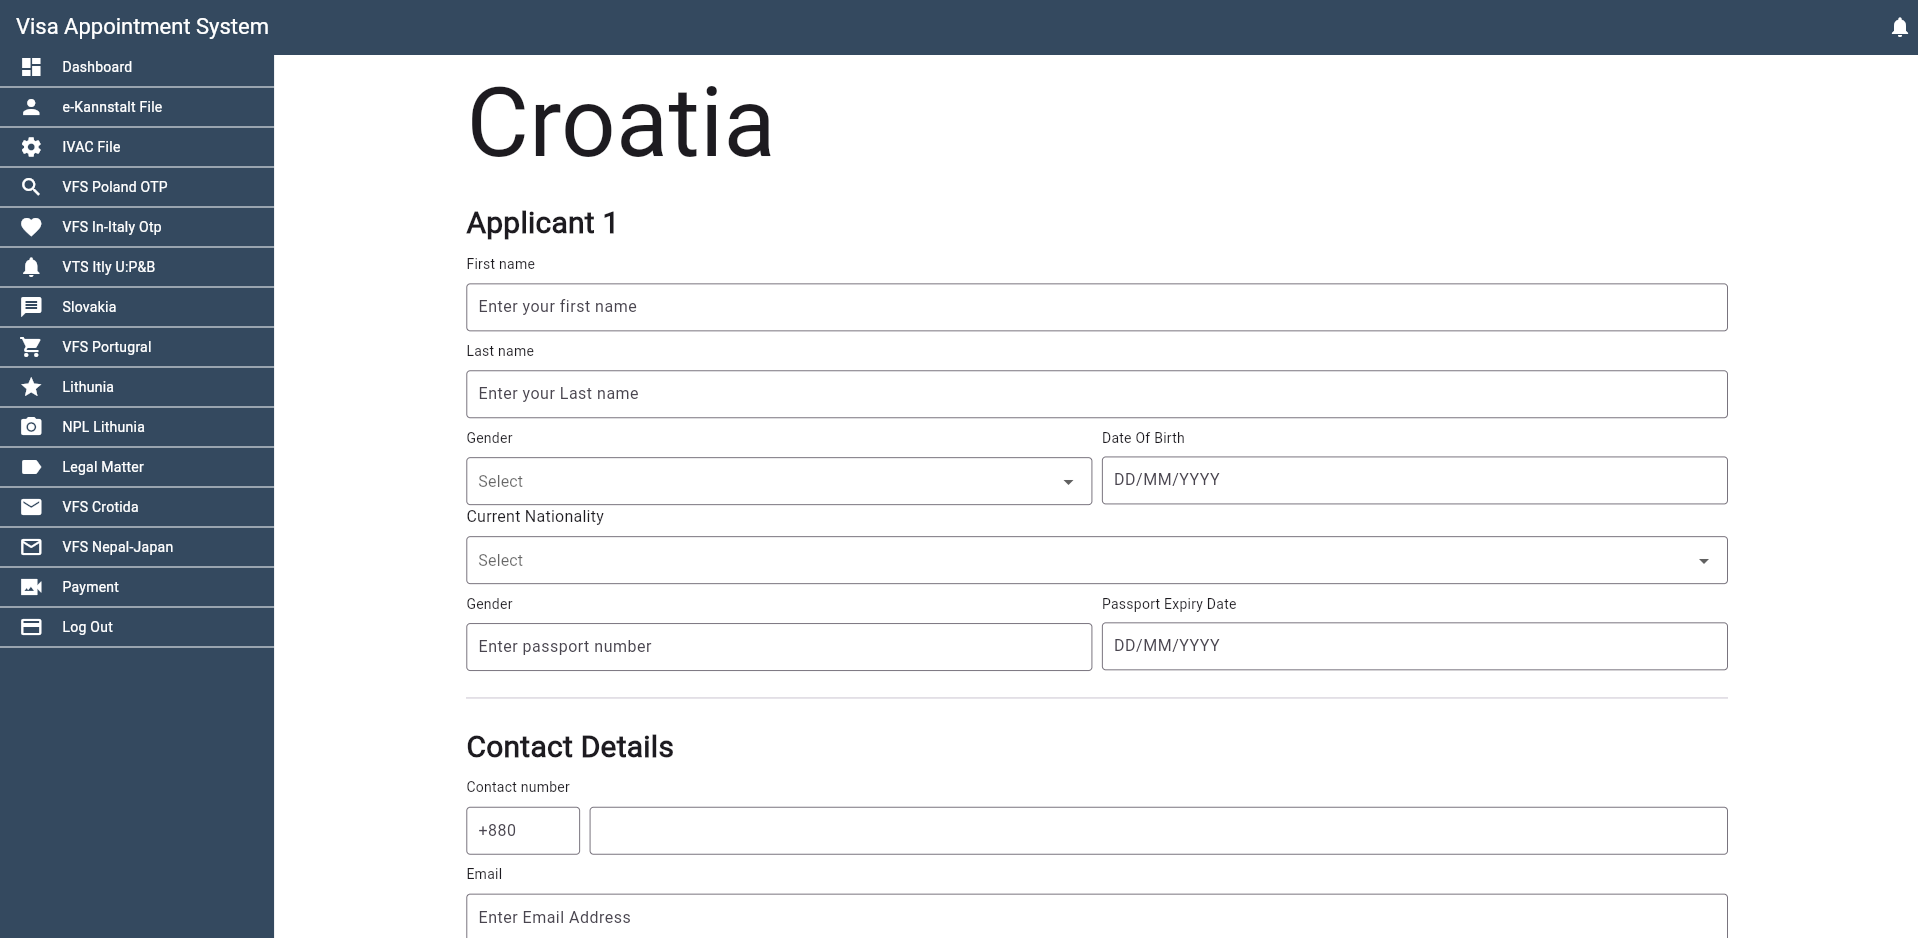 Visa Appointment System
Dashboard
e-Kannstalt File
IVAC File
VFS Poland OTP
VFS In-Italy Otp
VTS Itly U:P&B
Slovakia
VFS Portugral
Lithunia
NPL Lithunia
Legal Matter
VFS Crotida
VFS Nepal-Japan
Payment
Log Out
Croatia
Applicant 1
First name
Enter your first name
Last name
Enter your Last name
Gender
Date Of Birth
Select
DD/MM/YYYY
Current Nationality
Select
Gender
Passport Expiry Date
Enter passport number
DD/MM/YYYY
Contact Details
Contact number
+880
Email
Enter Email Address